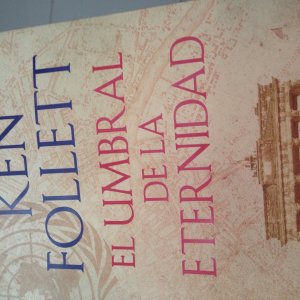 KEN
FOLLETT
EL UMBRAL
DE LA
ETERNIDAD